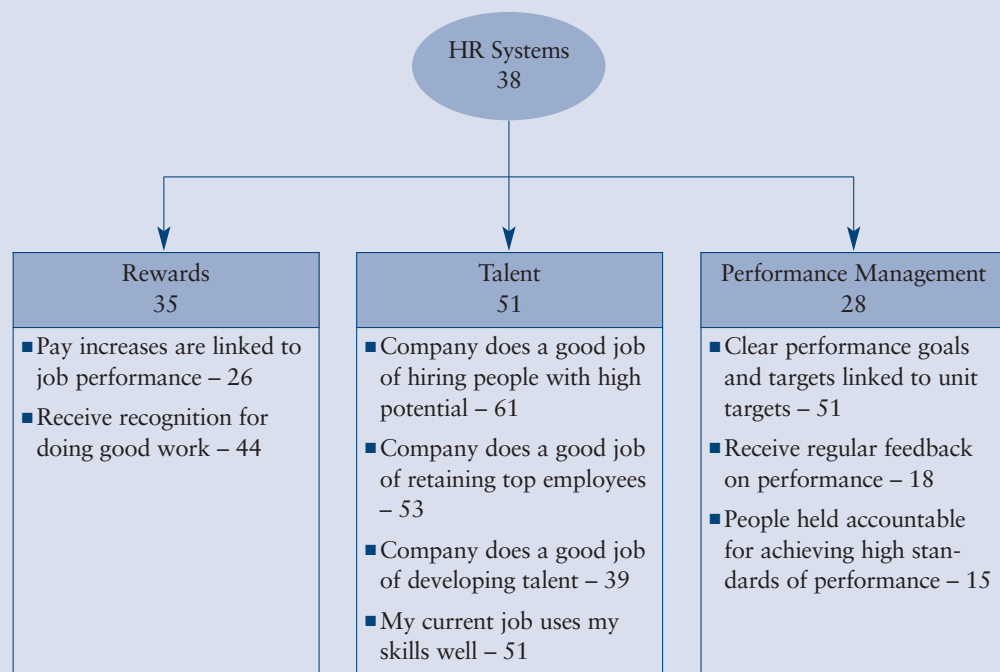 HR Systems
38
Rewards
35
■ Pay increases are linked to
job performance – 26
■ Receive recognition for
doing good work – 44
Talent
51
■ Company does a good job
of hiring people with high
potential – 61
■ Company does a good job
of retaining top employees
– 53
■ Company does a good job
of developing talent – 39
■ My current job uses my
skills well – 51
Performance Management
28
■ Clear performance goals
and targets linked to unit
targets – 51
■ Receive regular feedback
on performance – 18
■ People held accountable
for achieving high stan-
dards of performance – 15